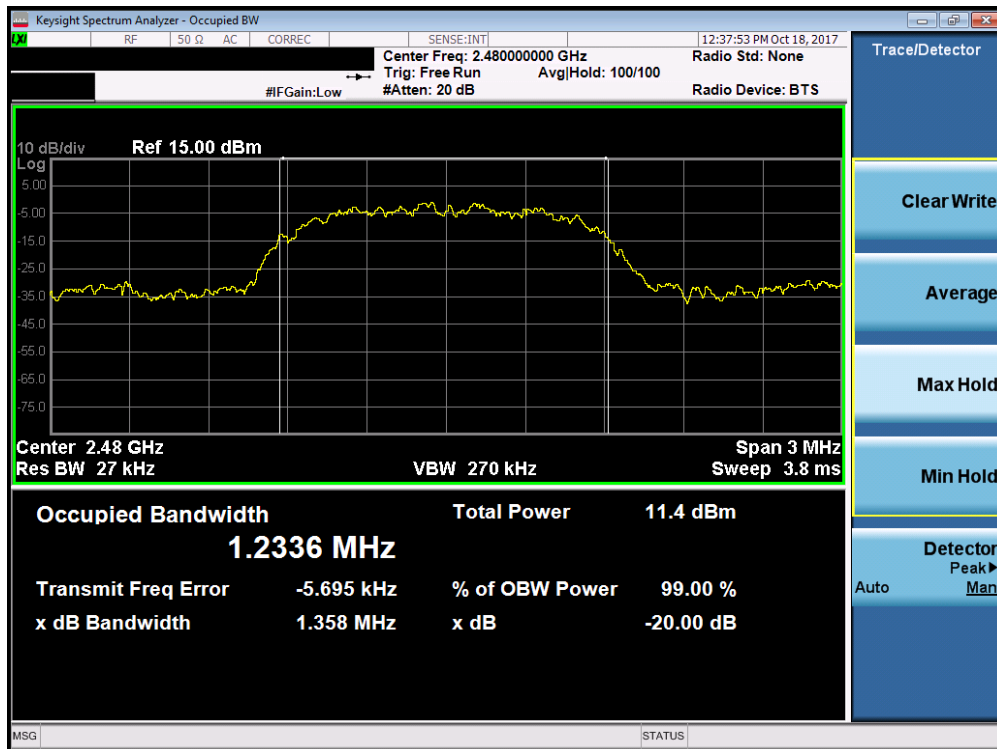 Keysight Spectrum Analyzer - Occupied BW
LXI RF 50 Ω AC CORREC SENSE:INT 12:37:53 PM Oct 18, 2017
Center Freq: 2.480000000 GHz Radio Std: None
Trig: Free Run Avg|Hold: 100/100
#IFGain:Low #Atten: 20 dB Radio Device: BTS
10 dB/div Ref 15.00 dBm
Log
5.00
-5.00
-15.0
-25.0
-35.0
-45.0
-55.0
-65.0
-75.0
Center 2.48 GHz Span 3 MHz
Res BW 27 kHz VBW 270 kHz Sweep 3.8 ms
Occupied Bandwidth Total Power 11.4 dBm
1.2336 MHz
Transmit Freq Error -5.695 kHz % of OBW Power 99.00 %
x dB Bandwidth 1.358 MHz x dB -20.00 dB
Trace/Detector
Clear Write
Average
Max Hold
Min Hold
Detector
Peak
Auto Man
MSG STATUS